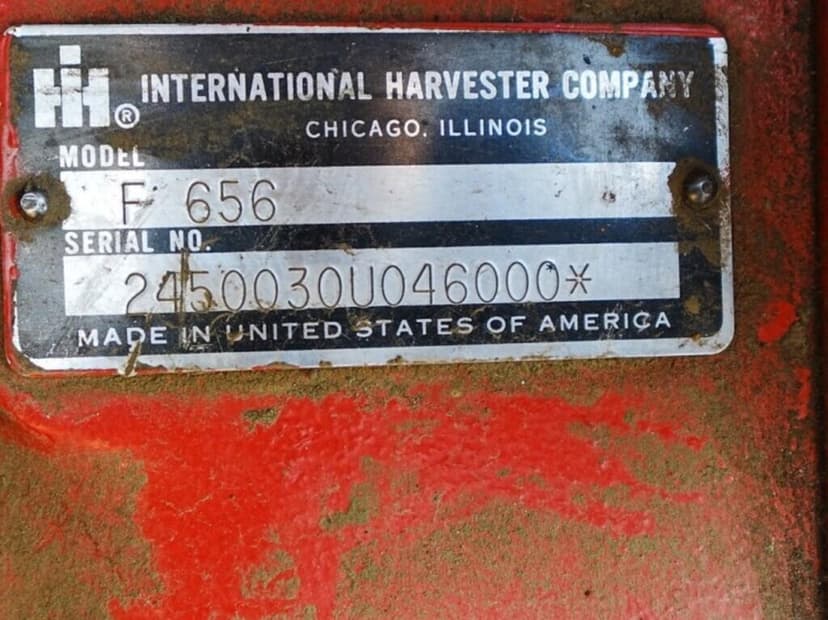 IH ® INTERNATIONAL HARVESTER COMPANY
CHICAGO, ILLINOIS
MODEL
F 656
SERIAL NO.
2450030U046000*
MADE IN UNITED STATES OF AMERICA